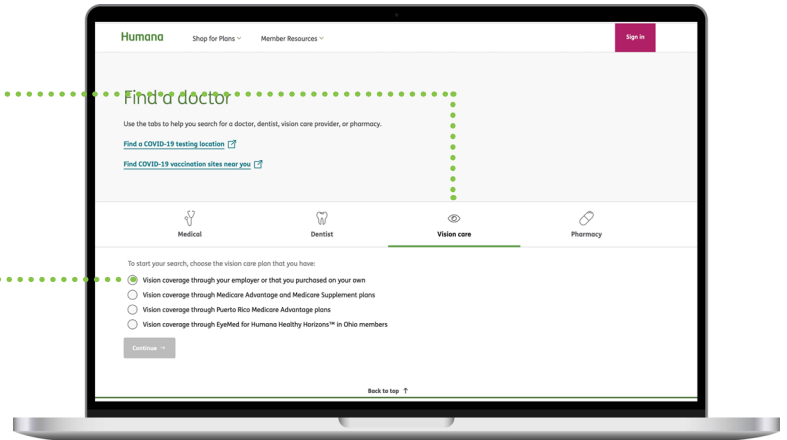 Humana
Shop for Plans
Member Resources
Sign in
Find a doctor
Use the tabs to help you search for a doctor, dentist, vision care provider, or pharmacy.
Find a COVID-19 testing location
Find COVID-19 vaccination sites near you
Medical
Dentist
Vision care
Pharmacy
To start your search, choose the vision care plan that you have:
Vision coverage through your employer or that you purchased on your own
Vision coverage through Medicare Advantage and Medicare Supplement plans
Vision coverage through Puerto Rico Medicare Advantage plans
Vision coverage through EyeMed for Humana Healthy Horizons™ in Ohio members
Continue →
Back to top ↑